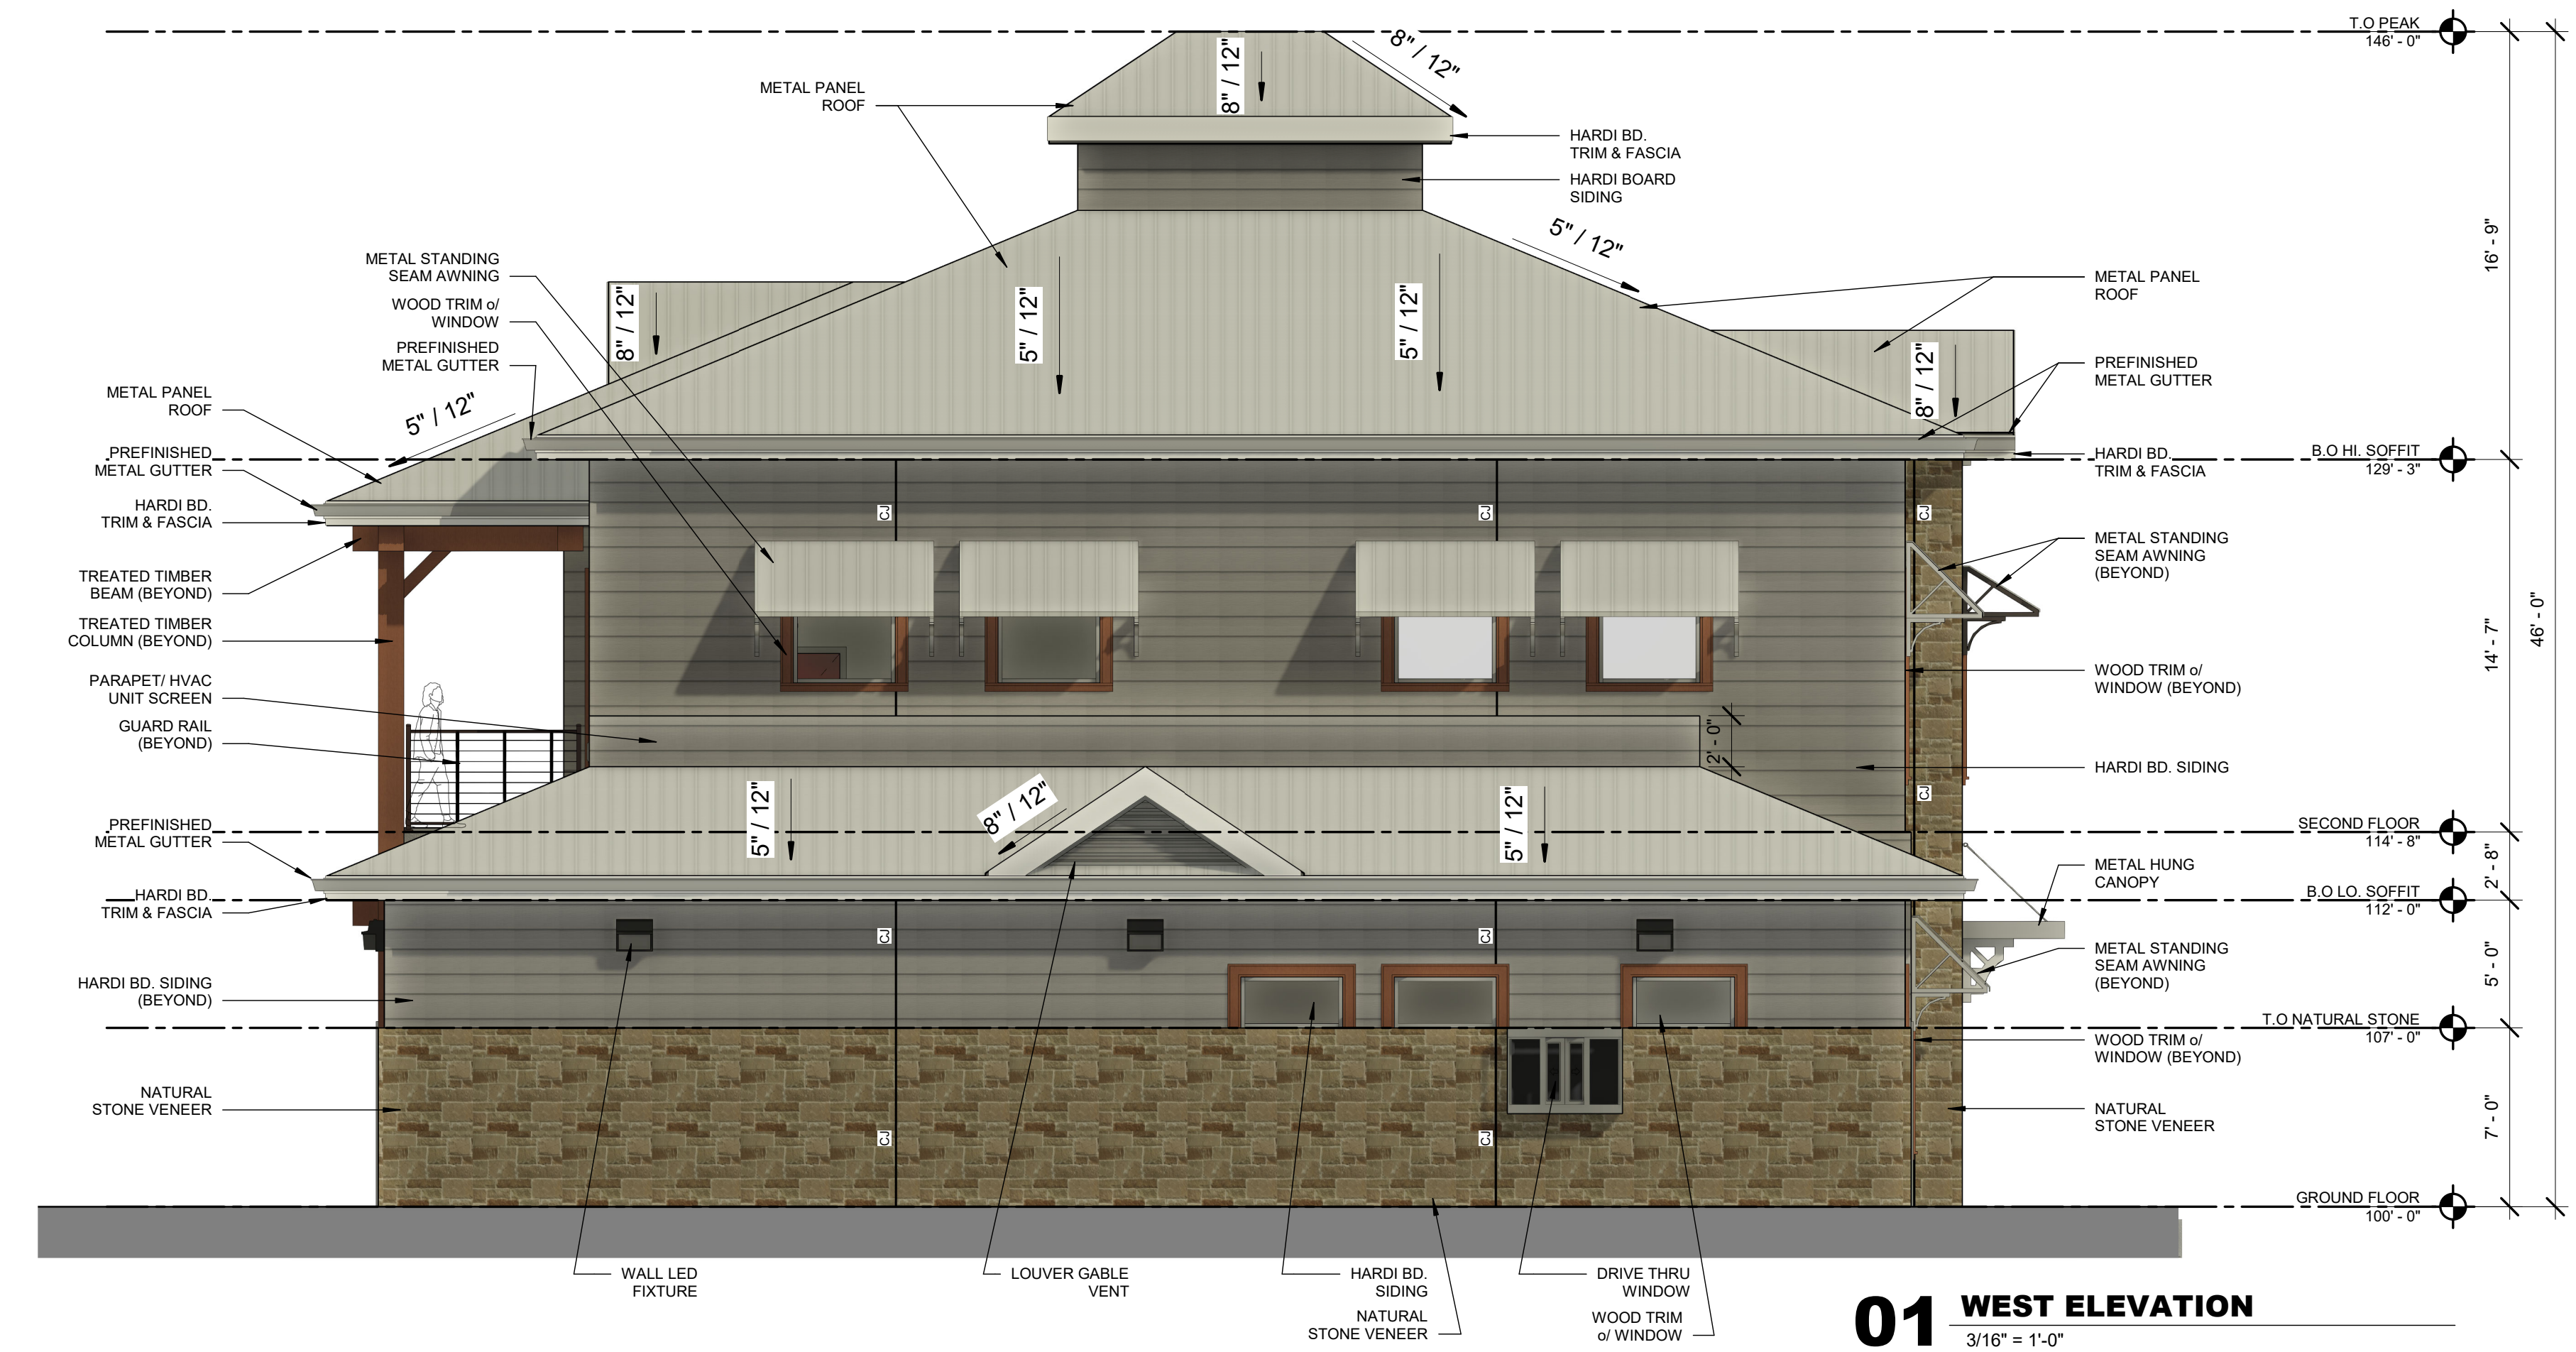 T.O PEAK
146' - 0"
8" / 12"
8" / 12"
METAL PANEL
ROOF
HARDI BD.
TRIM & FASCIA
HARDI BOARD
SIDING
5" / 12"
16' - 9"
METAL STANDING
SEAM AWNING
WOOD TRIM o/
WINDOW
PREFINISHED
METAL GUTTER
8" / 12"
5" / 12"
5" / 12"
8" / 12"
METAL PANEL
ROOF
PREFINISHED
METAL GUTTER
METAL PANEL
ROOF
5" / 12"
PREFINISHED
METAL GUTTER
HARDI BD.
TRIM & FASCIA
B.O HI. SOFFIT
129' - 3"
HARDI BD.
TRIM & FASCIA
CJ
CJ
CJ
METAL STANDING
SEAM AWNING
(BEYOND)
TREATED TIMBER
BEAM (BEYOND)
TREATED TIMBER
COLUMN (BEYOND)
14' - 7"
46' - 0"
PARAPET/ HVAC
UNIT SCREEN
WOOD TRIM o/
WINDOW (BEYOND)
GUARD RAIL
(BEYOND)
2' - 0"
HARDI BD. SIDING
CJ
5" / 12"
8" / 12"
5" / 12"
PREFINISHED
METAL GUTTER
SECOND FLOOR
114' - 8"
METAL HUNG
CANOPY
2' - 8"
HARDI BD.
TRIM & FASCIA
B.O LO. SOFFIT
112' - 0"
CJ
CJ
METAL STANDING
SEAM AWNING
(BEYOND)
5' - 0"
HARDI BD. SIDING
(BEYOND)
T.O NATURAL STONE
107' - 0"
WOOD TRIM o/
WINDOW (BEYOND)
NATURAL
STONE VENEER
CJ
CJ
NATURAL
STONE VENEER
7' - 0"
GROUND FLOOR
100' - 0"
WALL LED
FIXTURE
LOUVER GABLE
VENT
HARDI BD.
SIDING
NATURAL
STONE VENEER
DRIVE THRU
WINDOW
WOOD TRIM
o/ WINDOW
01 WEST ELEVATION
3/16" = 1'-0"